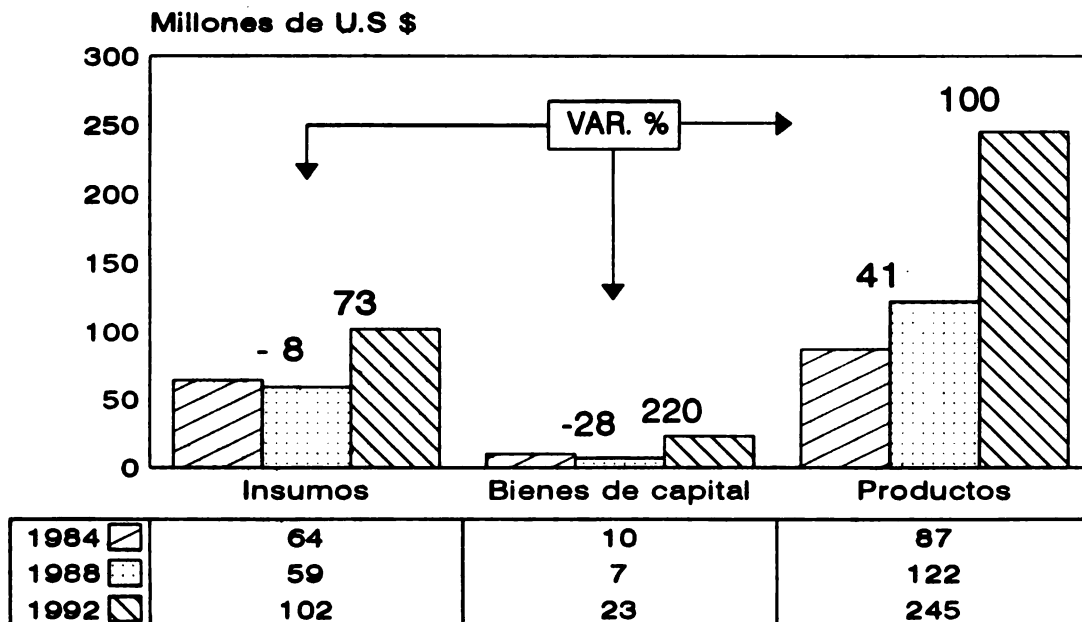 Millones de U.S $
300
250
200
150
100
50
0
VAR. %
100
41
73
- 8
-28
220
Insumos Bienes de capital Productos
1984 64 10 87
1988 59 7 122
1992 102 23 245